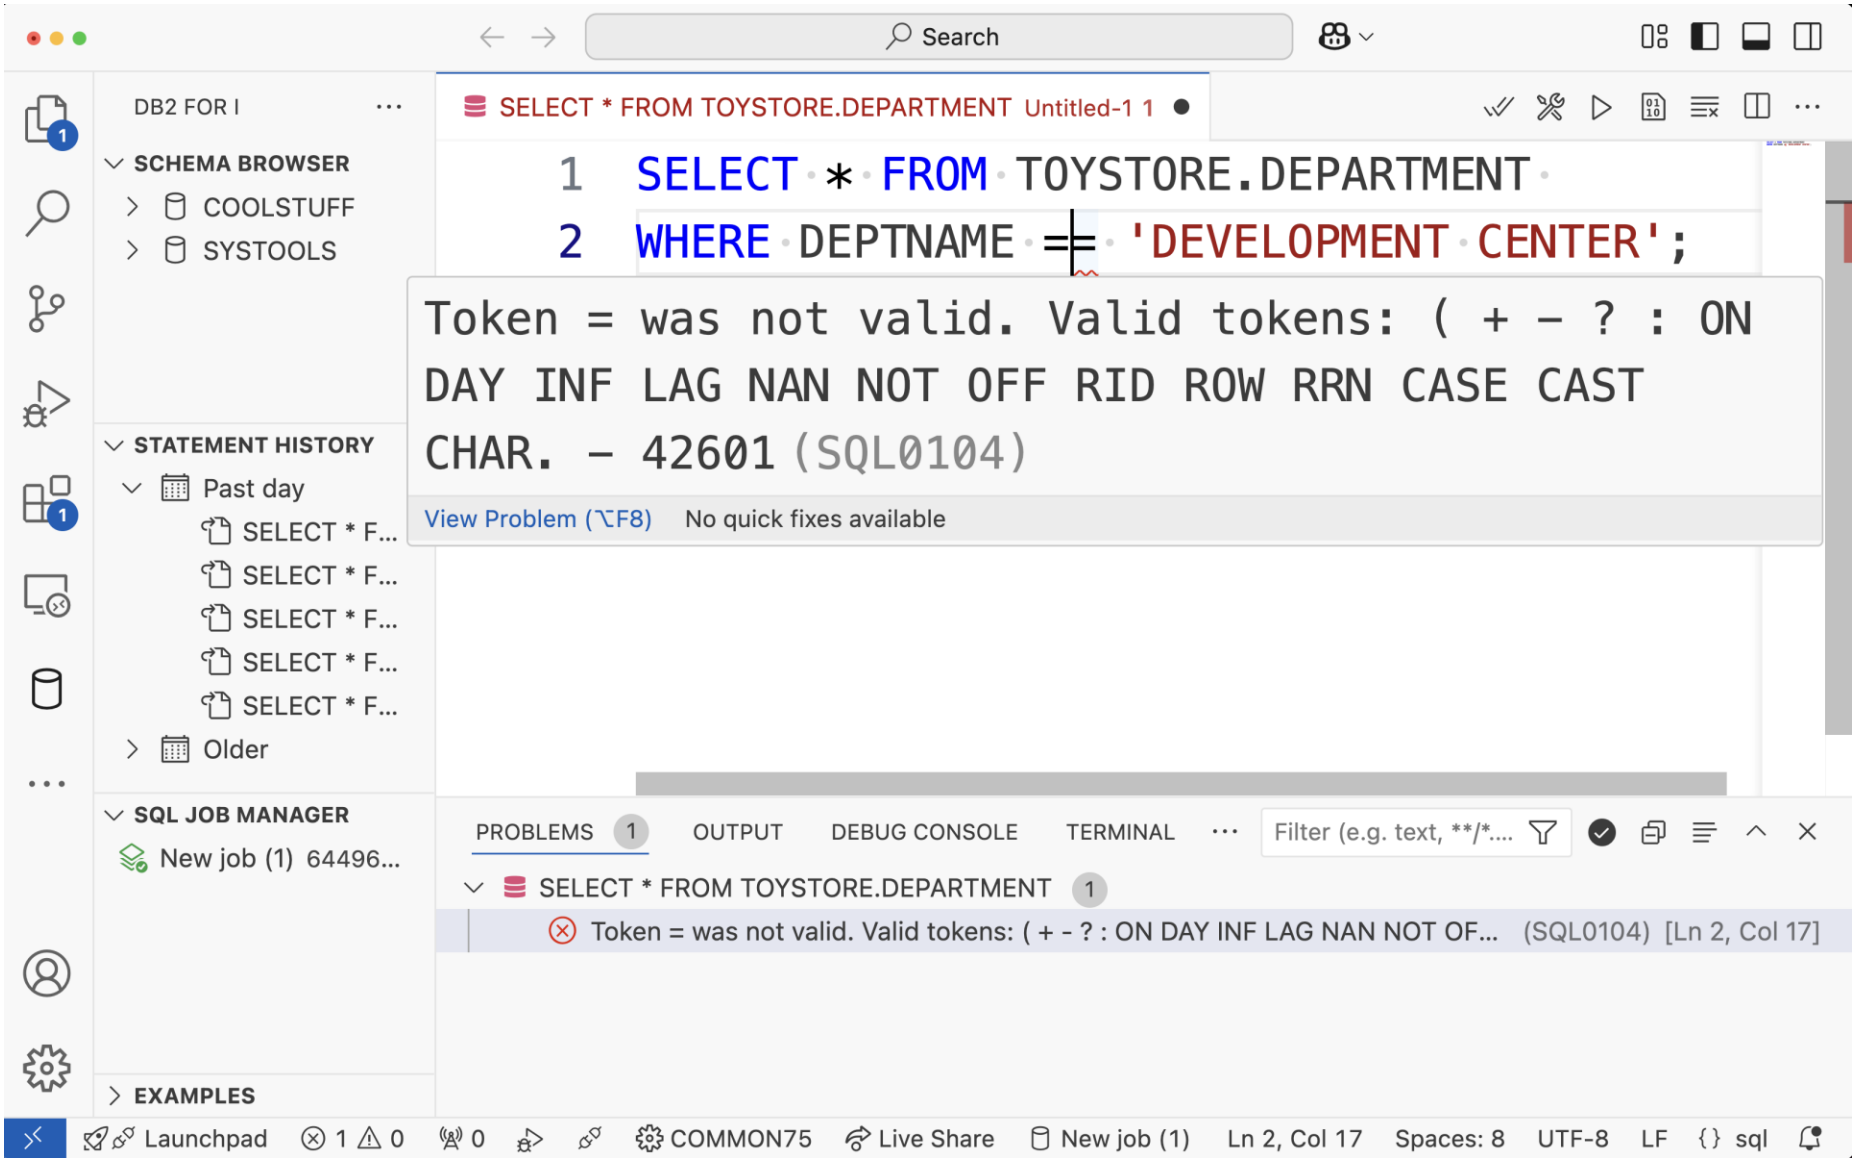 Search
DB2 FOR I
SELECT * FROM TOYSTORE.DEPARTMENT Untitled-1 1
1
SCHEMA BROWSER
COOLSTUFF
SYSTOOLS
1 SELECT * FROM TOYSTORE.DEPARTMENT
2 WHERE DEPTNAME == 'DEVELOPMENT CENTER';
Token = was not valid. Valid tokens: ( + - ? : ON
DAY INF LAG NAN NOT OFF RID ROW RRN CASE CAST
CHAR. - 42601 (SQL0104)
View Problem (⌥F8) No quick fixes available
STATEMENT HISTORY
Past day
1
SELECT * F...
SELECT * F...
SELECT * F...
SELECT * F...
SELECT * F...
Older
SQL JOB MANAGER
New job (1) 64496...
PROBLEMS 1 OUTPUT DEBUG CONSOLE TERMINAL ... Filter (e.g. text, **/*....
SELECT * FROM TOYSTORE.DEPARTMENT 1
Token = was not valid. Valid tokens: ( + - ? : ON DAY INF LAG NAN NOT OF... (SQL0104) [Ln 2, Col 17]
EXAMPLES
Launchpad 1 0 0 COMMON75 Live Share New job (1) Ln 2, Col 17 Spaces: 8 UTF-8 LF {} sql